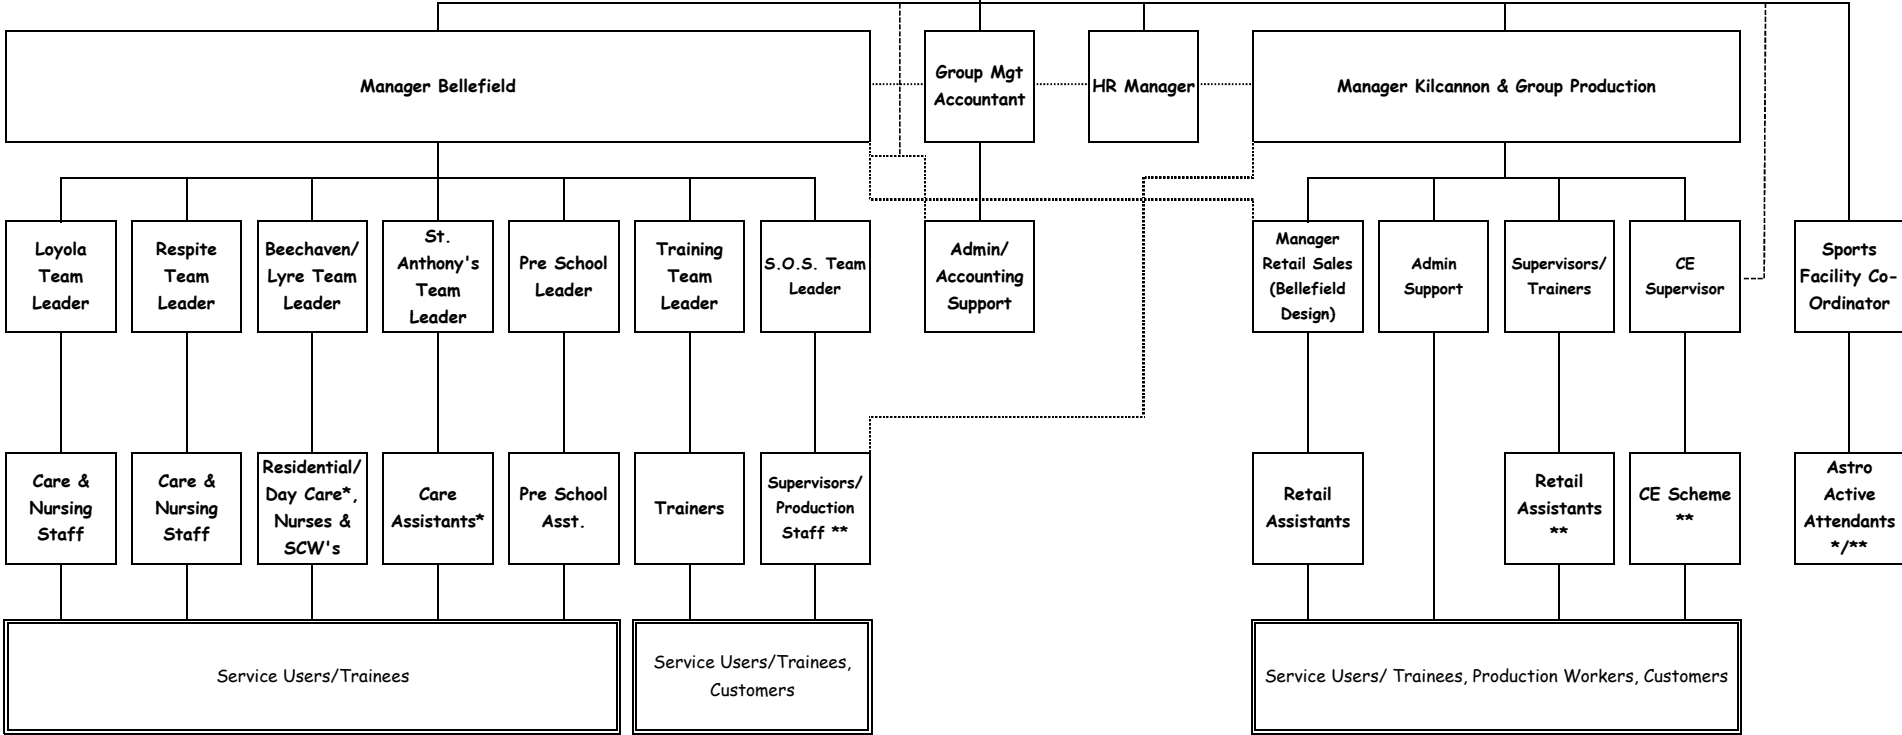 Manager Bellefield
Group Mgt
Accountant
HR Manager
Manager Kilcannon & Group Production
Loyola
Team
Leader
Respite
Team
Leader
Beechaven/
Lyre Team
Leader
St.
Anthony's
Team
Leader
Pre School
Leader
Training
Team
Leader
S.O.S. Team
Leader
Admin/
Accounting
Support
Manager
Retail Sales
(Bellefield
Design)
Admin
Support
Supervisors/
Trainers
CE
Supervisor
Sports
Facility Co-
Ordinator
Care &
Nursing
Staff
Care &
Nursing
Staff
Residential/
Day Care*,
Nurses &
SCW's
Care
Assistants*
Pre School
Asst.
Trainers
Supervisors/
Production
Staff **
Retail
Assistants
Retail
Assistants
**
CE Scheme
**
Astro
Active
Attendants
*/**
Service Users/Trainees
Service Users/Trainees,
Customers
Service Users/ Trainees, Production Workers, Customers